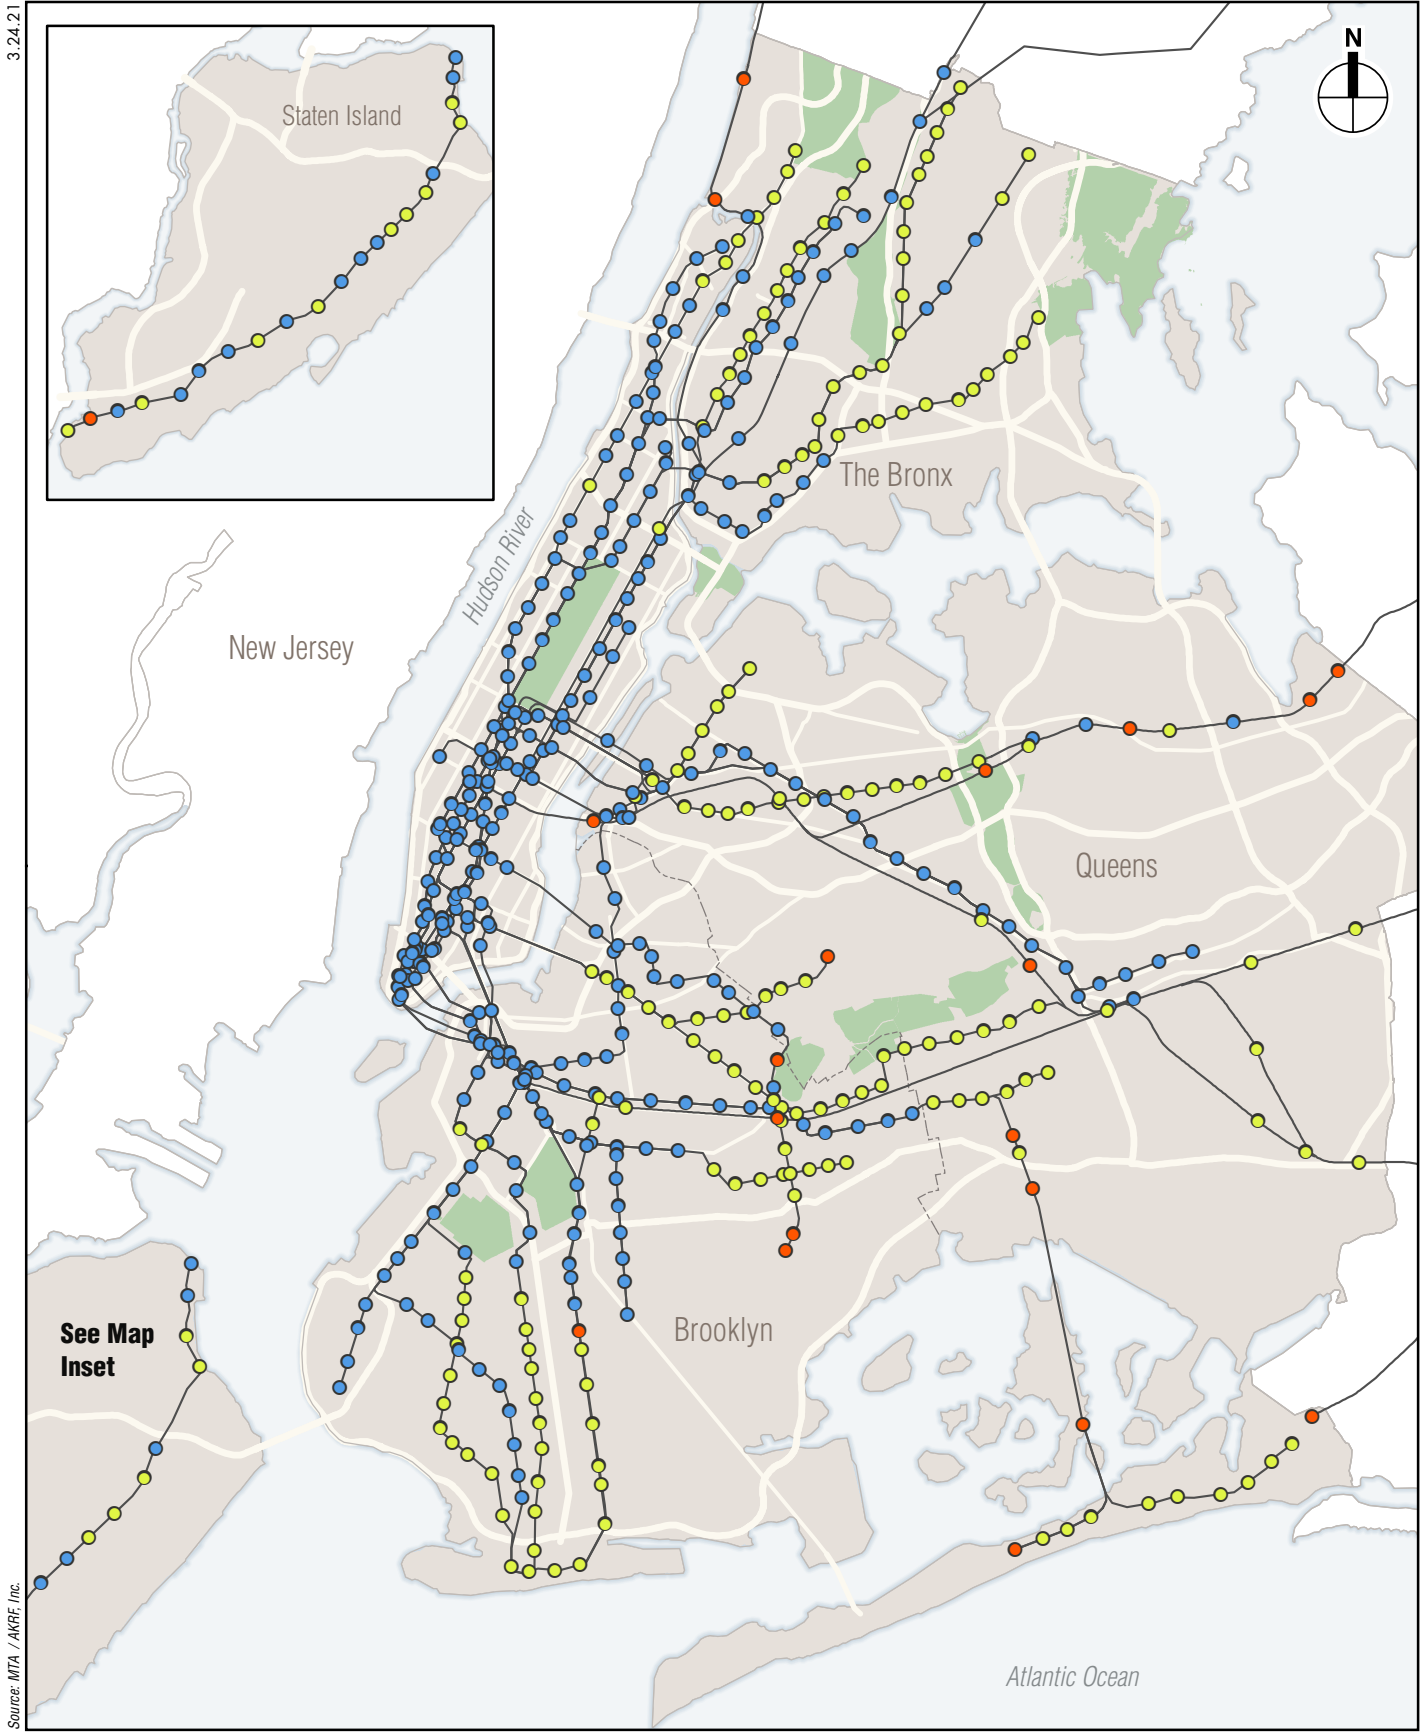 3.24.21
N
Staten Island
The Bronx
Hudson River
New Jersey
Queens
See Map
Inset
Brooklyn
Atlantic Ocean
Source: MTA / AKRF, Inc.